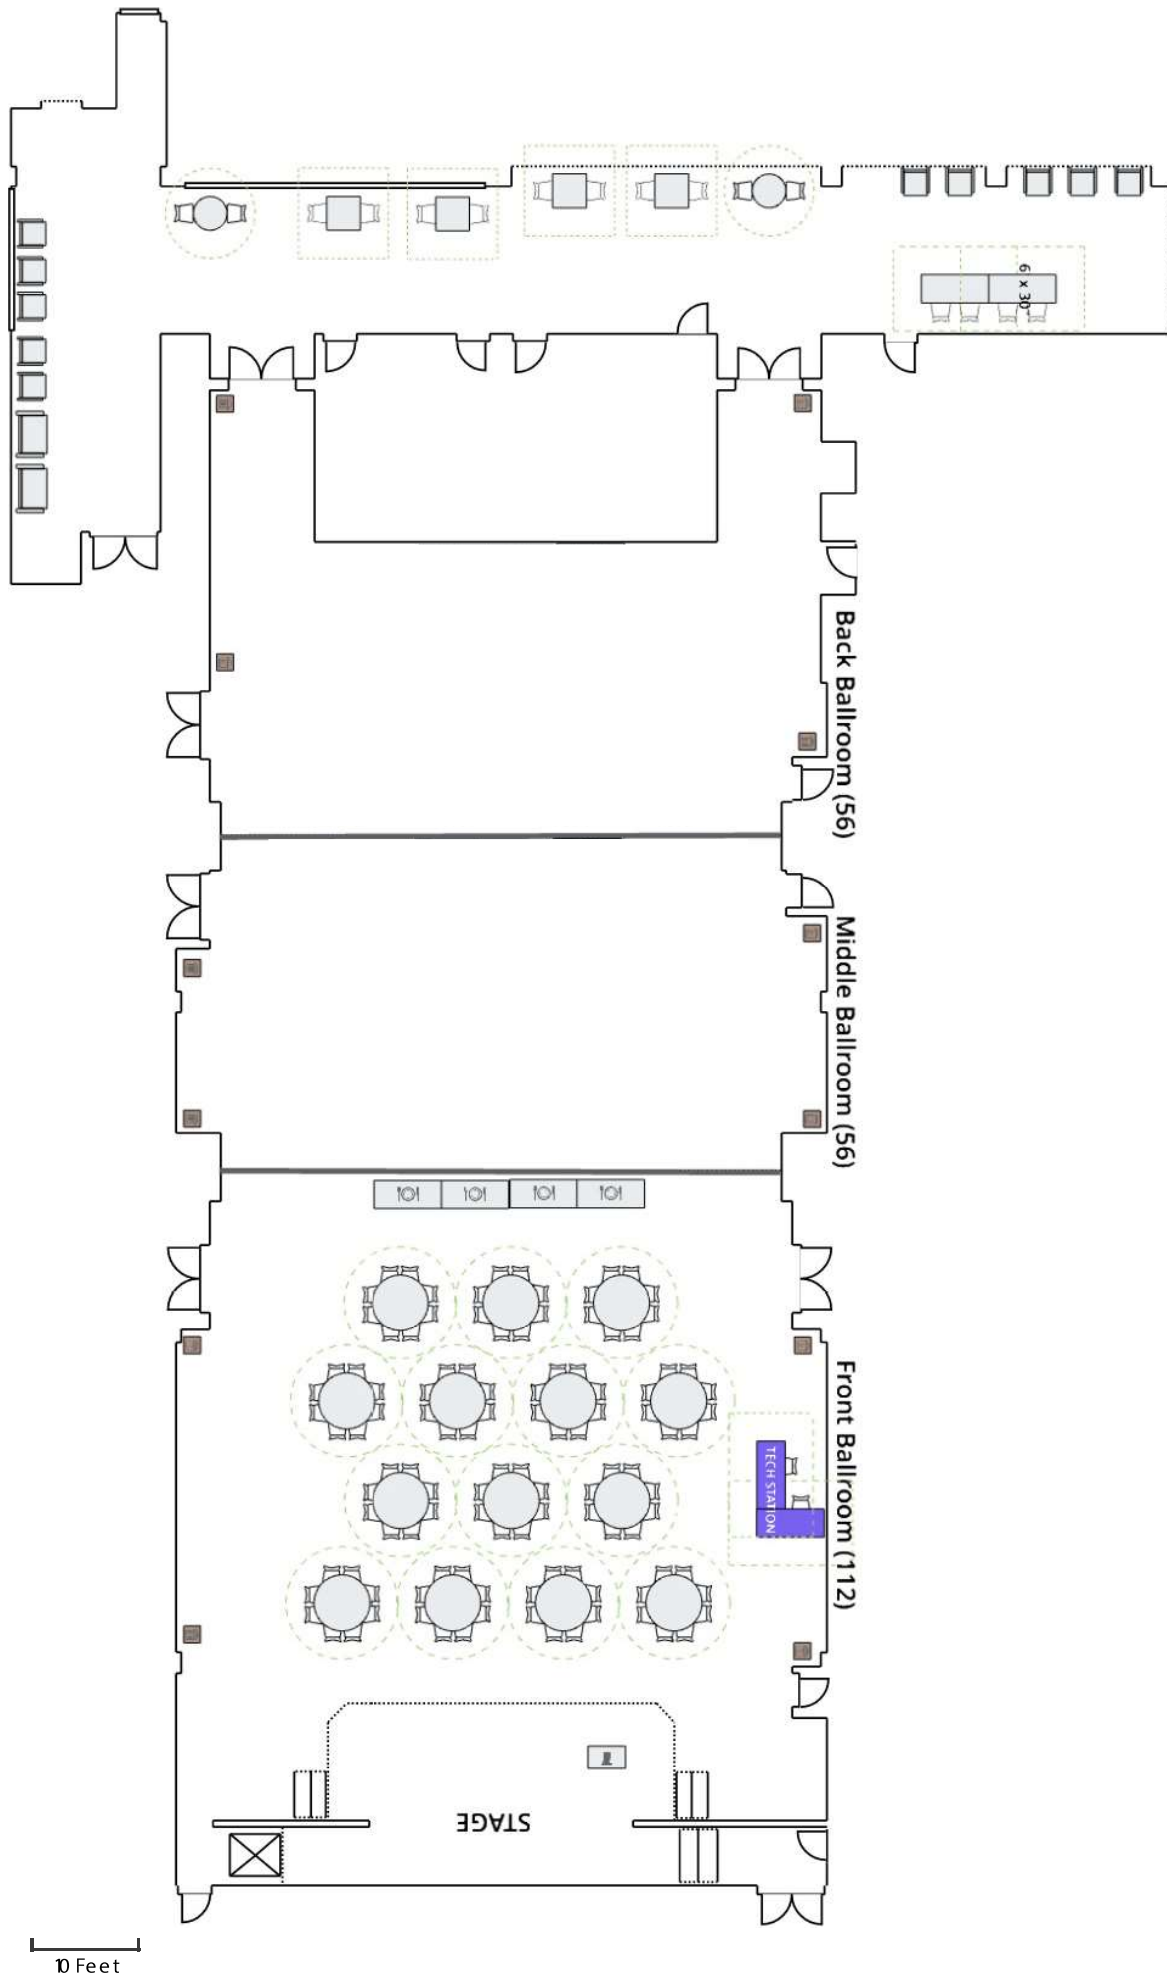 6 x 30"
Back Ballroom (56)
Middle Ballroom (56)
Front Ballroom (112)
TECH STATION
STAGE
10 Feet